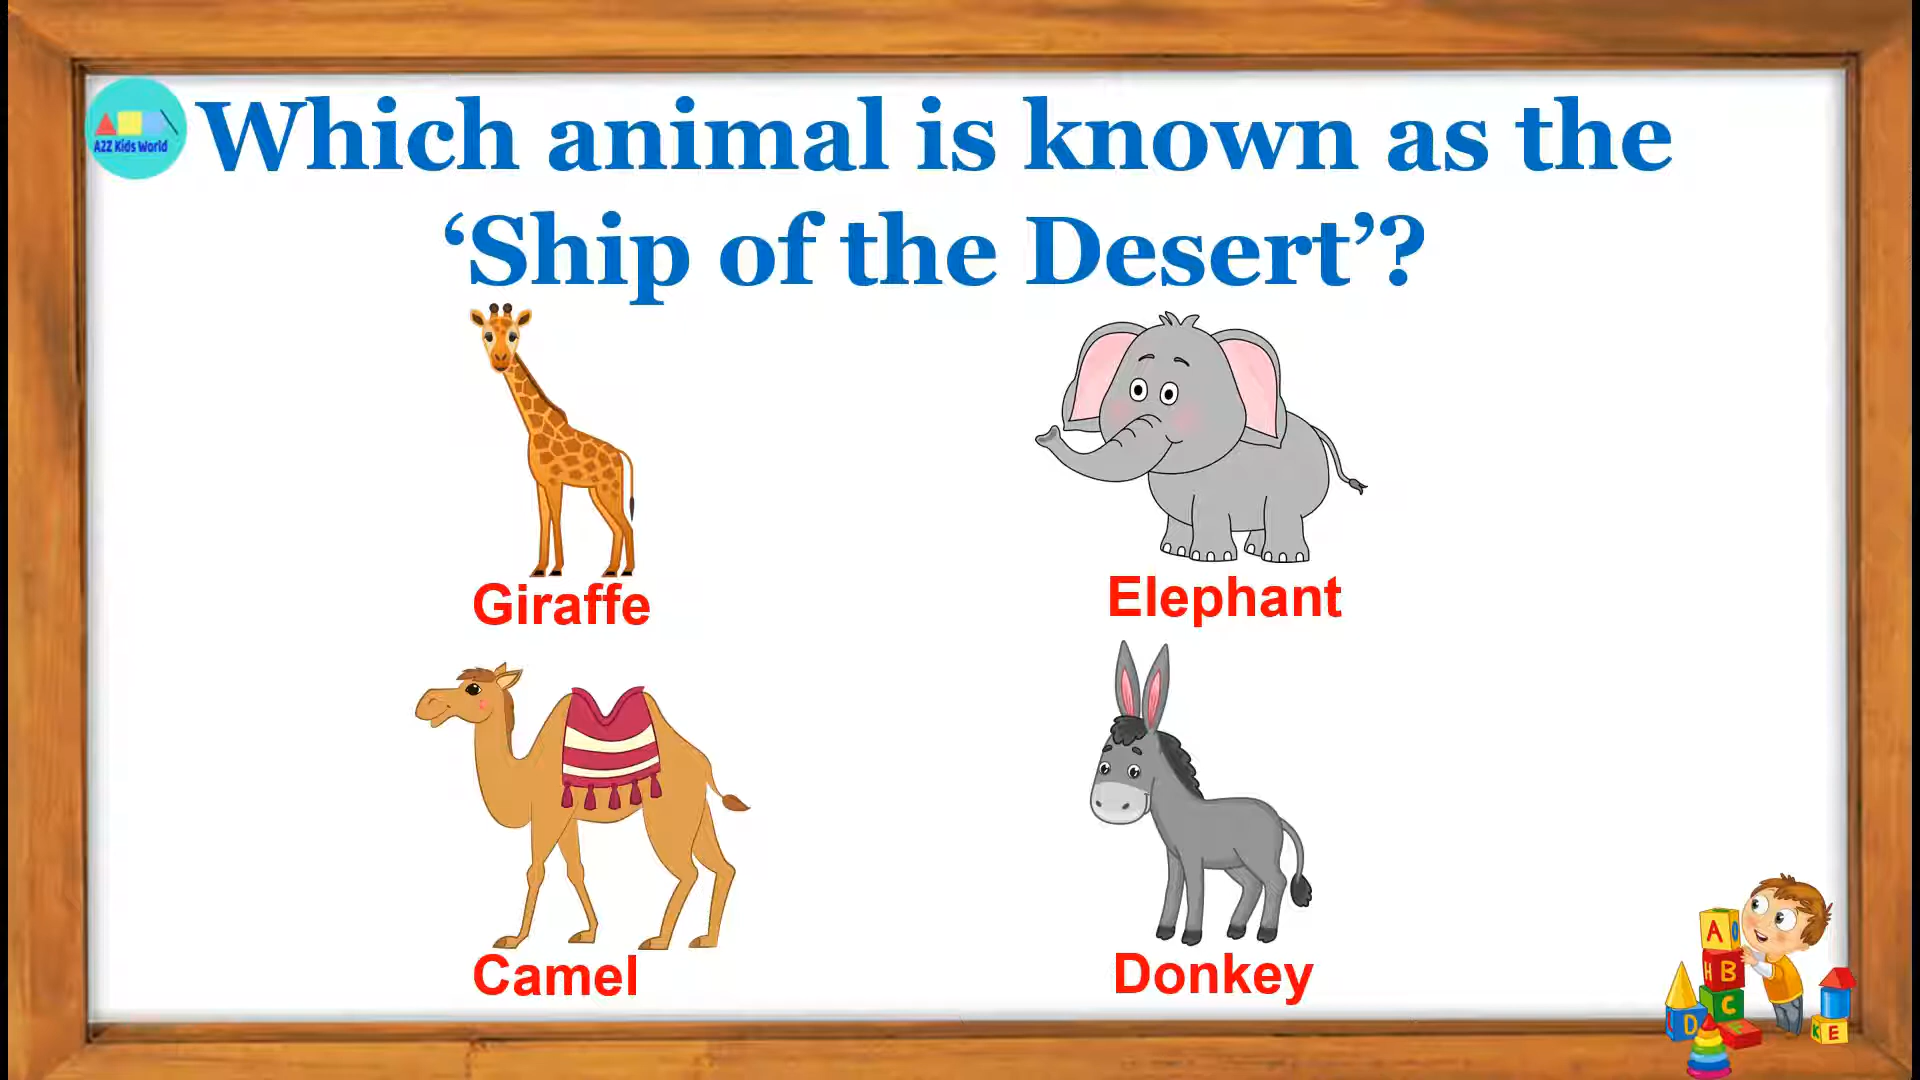 A2Z Kids World
Which animal is known as the
‘Ship of the Desert’?
Giraffe
Elephant
Camel
Donkey
A
B
C
D
E